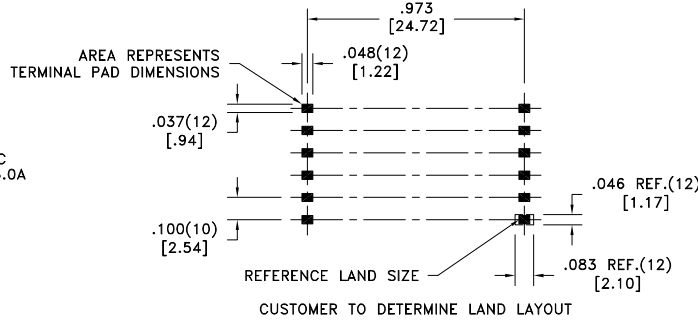 .973
[24.72]
AREA REPRESENTS
TERMINAL PAD DIMENSIONS
.048(12)
[1.22]
.037(12)
[.94]
C
.0A
.046 REF.(12)
[1.17]
.100(10)
[2.54]
REFERENCE LAND SIZE
.083 REF.(12)
[2.10]
CUSTOMER TO DETERMINE LAND LAYOUT